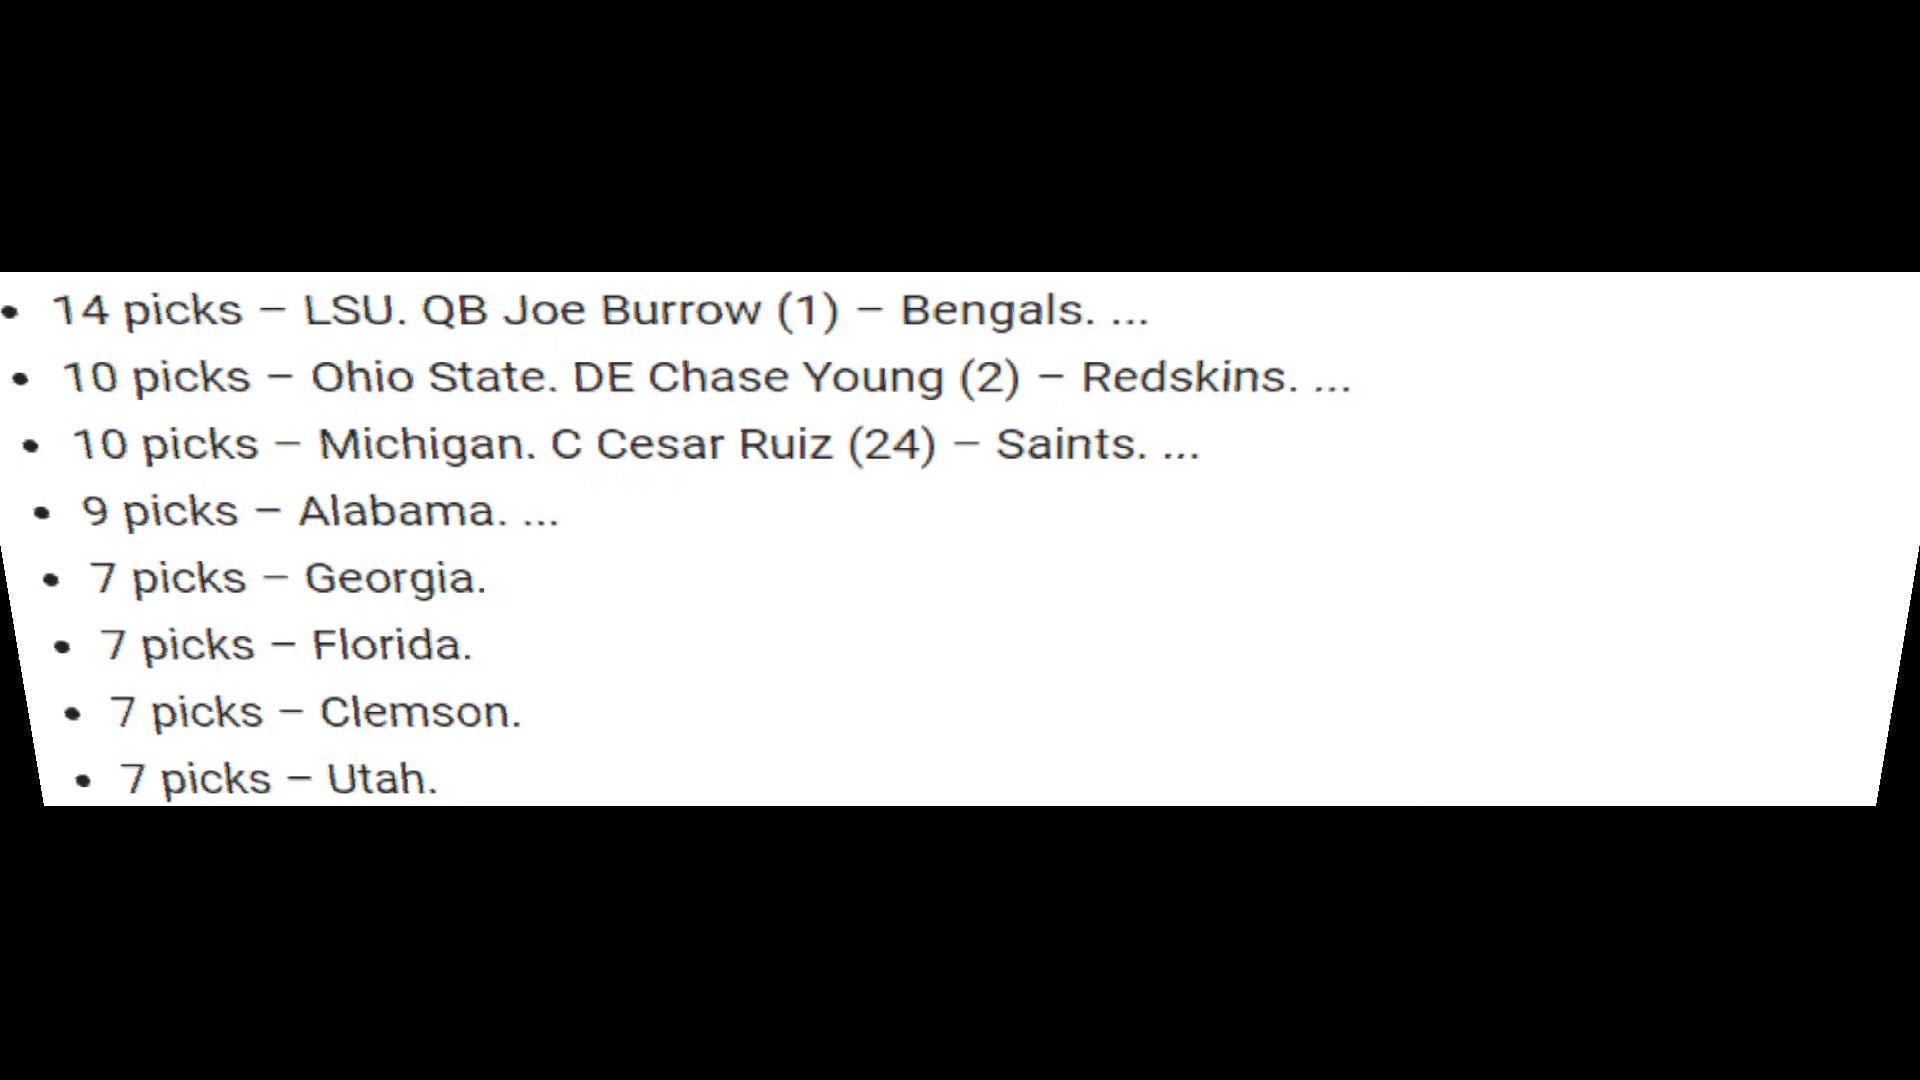 • 14 picks – LSU. QB Joe Burrow (1) – Bengals. ...
• 10 picks – Ohio State. DE Chase Young (2) – Redskins. ...
• 10 picks – Michigan. C Cesar Ruiz (24) – Saints. ...
• 9 picks – Alabama. ...
• 7 picks – Georgia.
• 7 picks – Florida.
• 7 picks – Clemson.
• 7 picks – Utah.